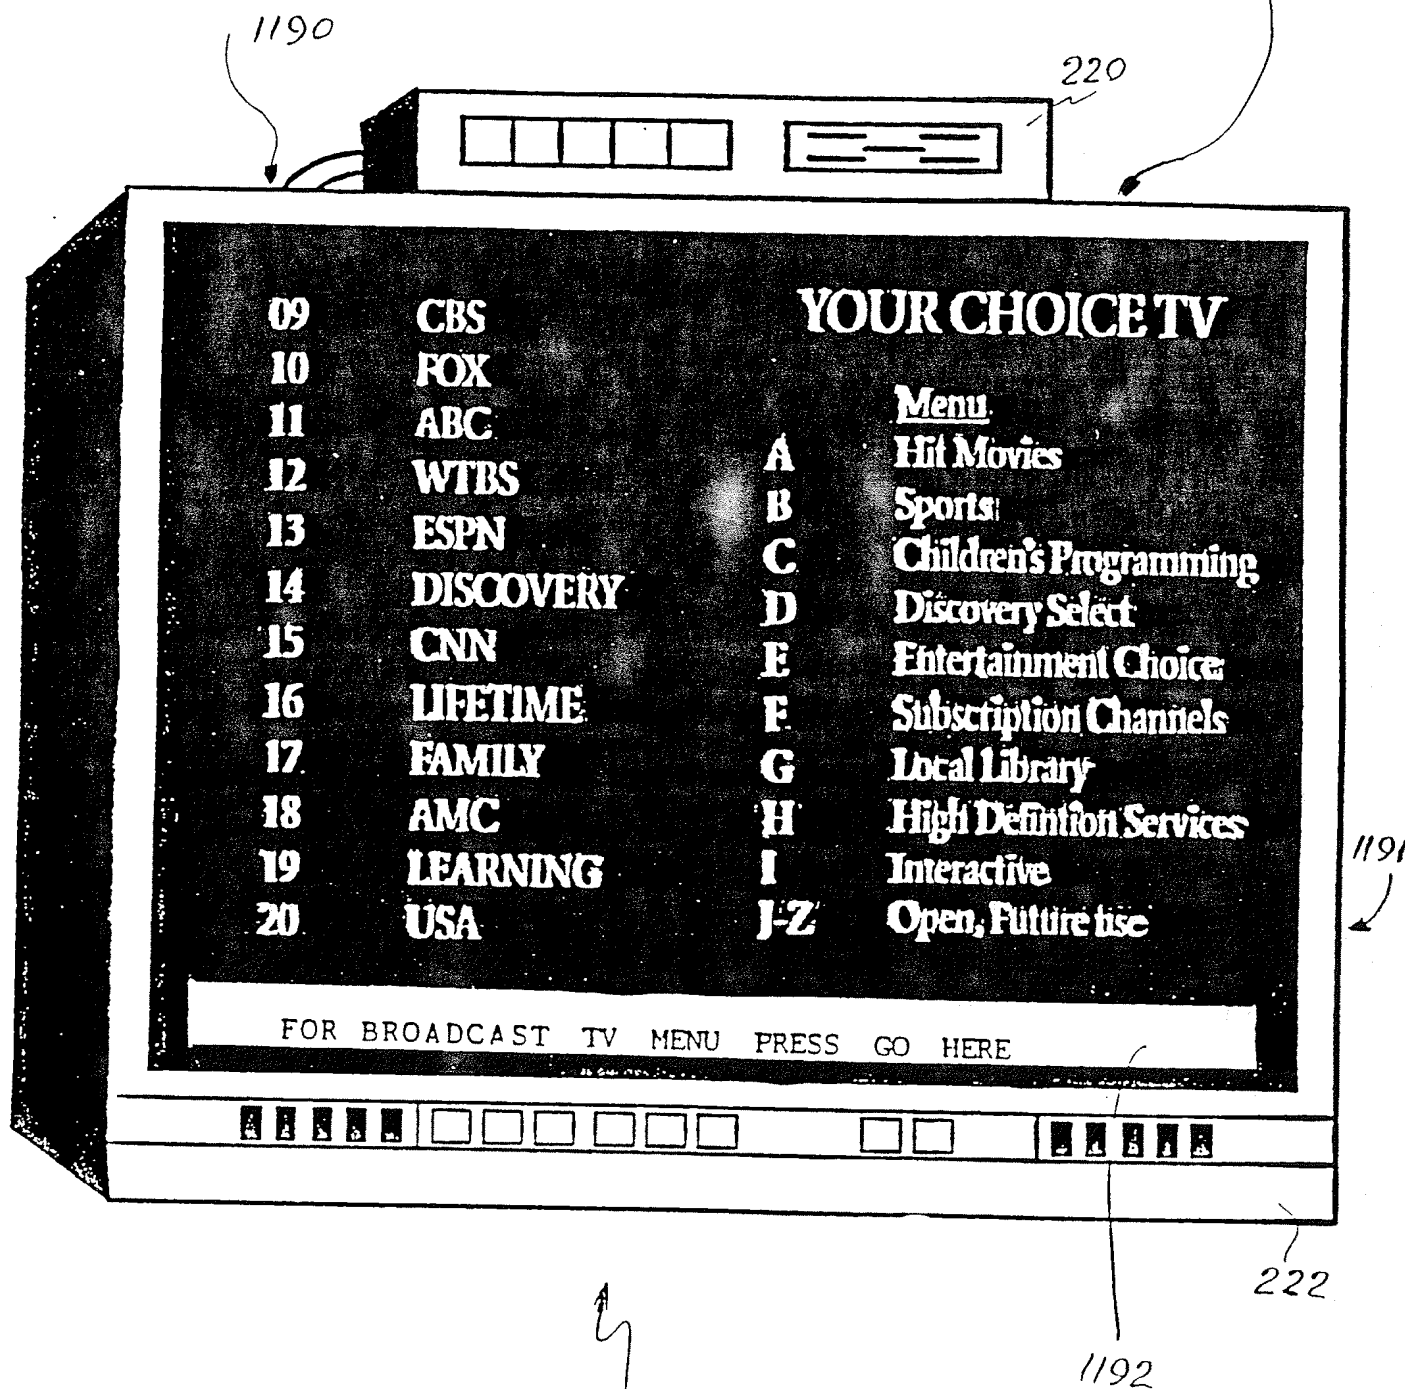 1190
220
09 CBS
10 FOX
11 ABC
12 WTBS
13 ESPN
14 DISCOVERY
15 CNN
16 LIFETIME
17 FAMILY
18 AMC
19 LEARNING
20 USA
YOUR CHOICE TV
Menu
A Hit Movies
B Sports
C Children's Programming
D Discovery Select
E Entertainment Choice
F Subscription Channels
G Local Library
H High Defintion Services
I Interactive
J-Z Open, Future use
FOR BROADCAST TV MENU PRESS GO HERE
1191
222
1192